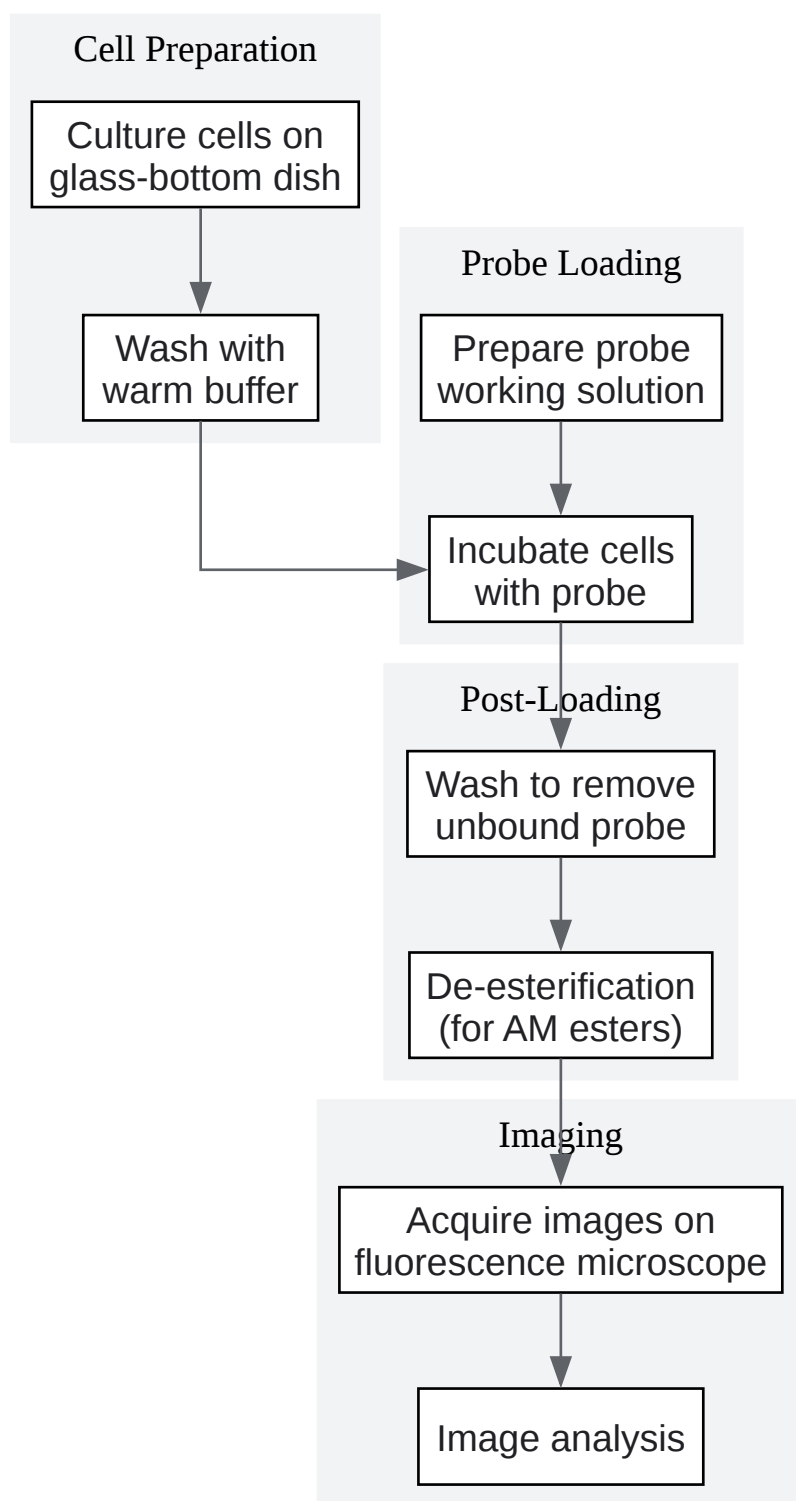 Cell Preparation
Culture cells on
glass-bottom dish
Wash with
warm buffer
Probe Loading
Prepare probe
working solution
Incubate cells
with probe
Post-Loading
Wash to remove
unbound probe
De-esterification
(for AM esters)
Imaging
Acquire images on
fluorescence microscope
Image analysis